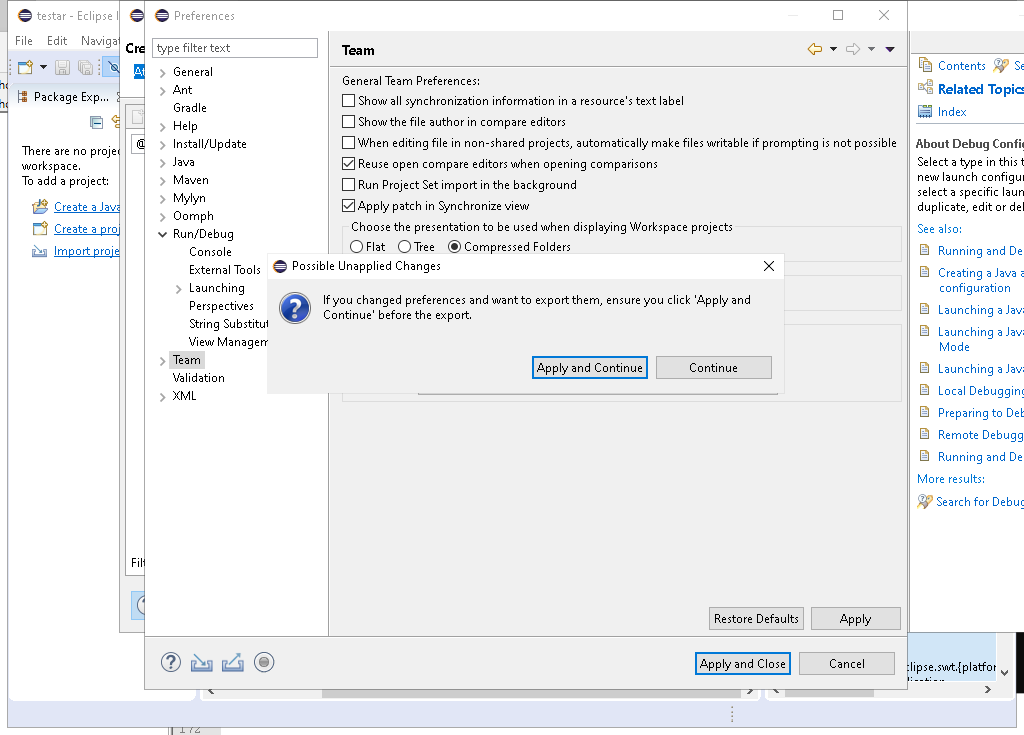 testar - Eclipse I
Preferences
File Edit Navigat
Package Exp...
There are no proje
workspace.
To add a project:
Create a Java
Create a proj
Import proje
Cre
At
@
Filt
type filter text
General
Ant
Gradle
Help
Install/Update
Java
Maven
Mylyn
Oomph
Run/Debug
Console
External Tools
Launching
Perspectives
String Substitut
View Managem
Team
Validation
XML
Team
General Team Preferences:
Show all synchronization information in a resource's text label
Show the file author in compare editors
When editing file in non-shared projects, automatically make files writable if prompting is not possible
Reuse open compare editors when opening comparisons
Run Project Set import in the background
Apply patch in Synchronize view
Choose the presentation to be used when displaying Workspace projects
Flat Tree Compressed Folders
Possible Unapplied Changes
If you changed preferences and want to export them, ensure you click 'Apply and
Continue' before the export.
Apply and Continue Continue
Restore Defaults Apply
Apply and Close Cancel
Contents Se
Related Topics
Index
About Debug Config
Select a type in this t
new launch configur
select a specific laun
duplicate, edit or del
See also:
Running and De
Creating a Java a
configuration
Launching a Java
Launching a Java
Mode
Launching a Java
Local Debugging
Preparing to Deb
Remote Debugg
Running and De
More results:
Search for Debug
clipse.swt.{platfor
172